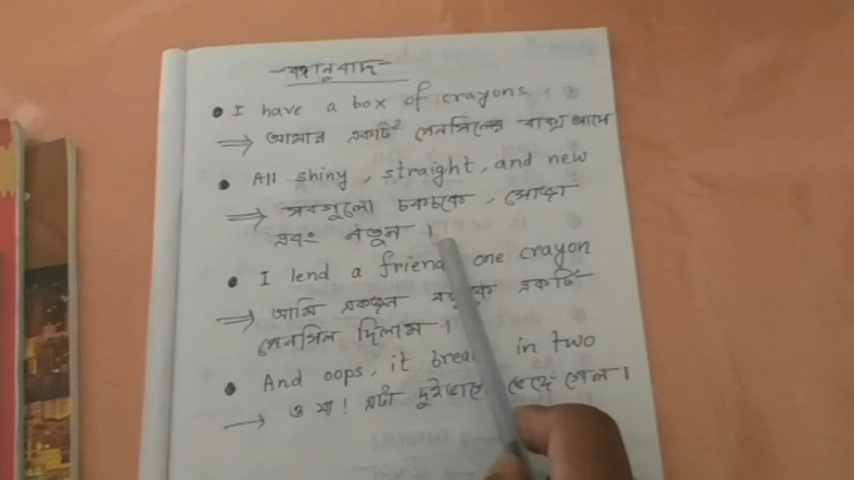 -বঙ্গানুবাদ-
• I have a box of crayons
⇒ আমার একটি পেনসিলের বাক্স আছে
• All shiny, straight, and new
⇒ সবগুলো চকচকে, সোজা
এবং নতুন ।
• I lend a friend one crayon
⇒ আমি একজন বন্ধুকে একটি
পেনসিল দিলাম ।
• And oops, it breaks in two
→ ও মা! এটা দুইভাগে ভেঙ্গে গেল ।